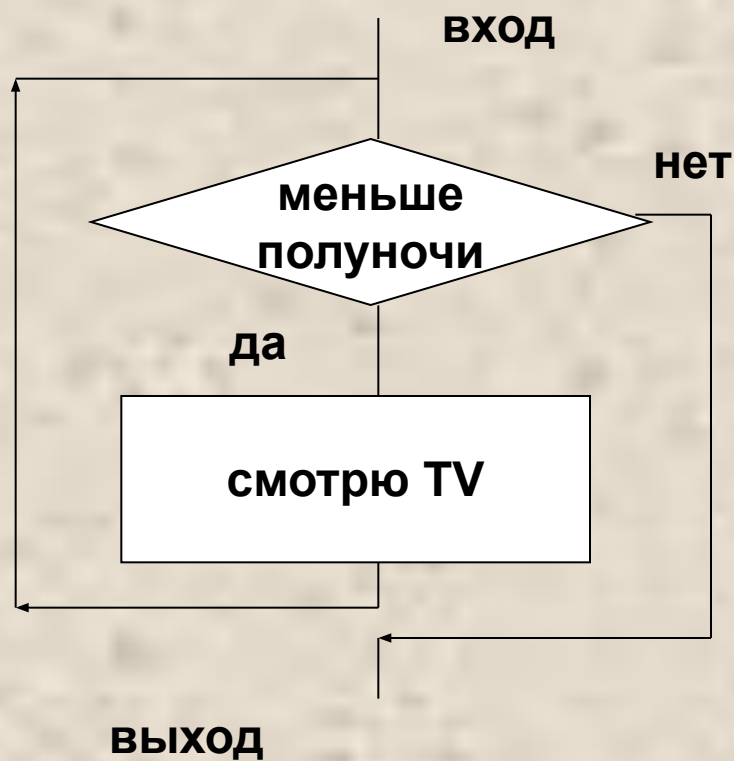 вход
нет
меньше
полуночи
да
смотрю TV
выход